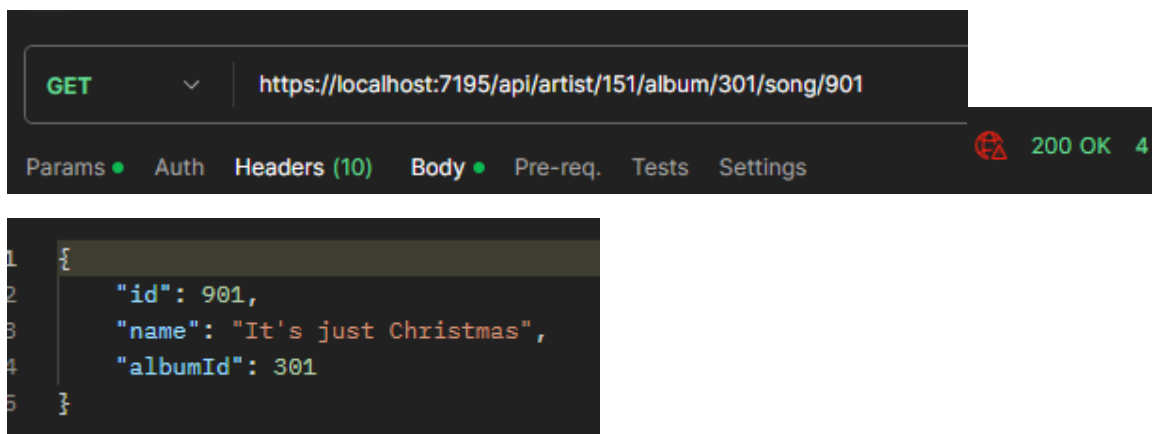 GET https://localhost:7195/api/artist/151/album/301/song/901
Params Auth Headers (10) Body Pre-req. Tests Settings
200 OK 4
1 {
2 "id": 901,
3 "name": "It's just Christmas",
4 "albumId": 301
5 }